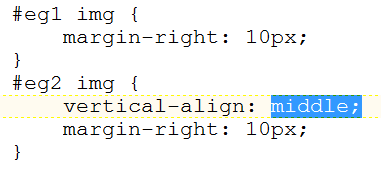 #eg1 img {
    margin-right: 10px;
}
#eg2 img {
    vertical-align: middle;
    margin-right: 10px;
}